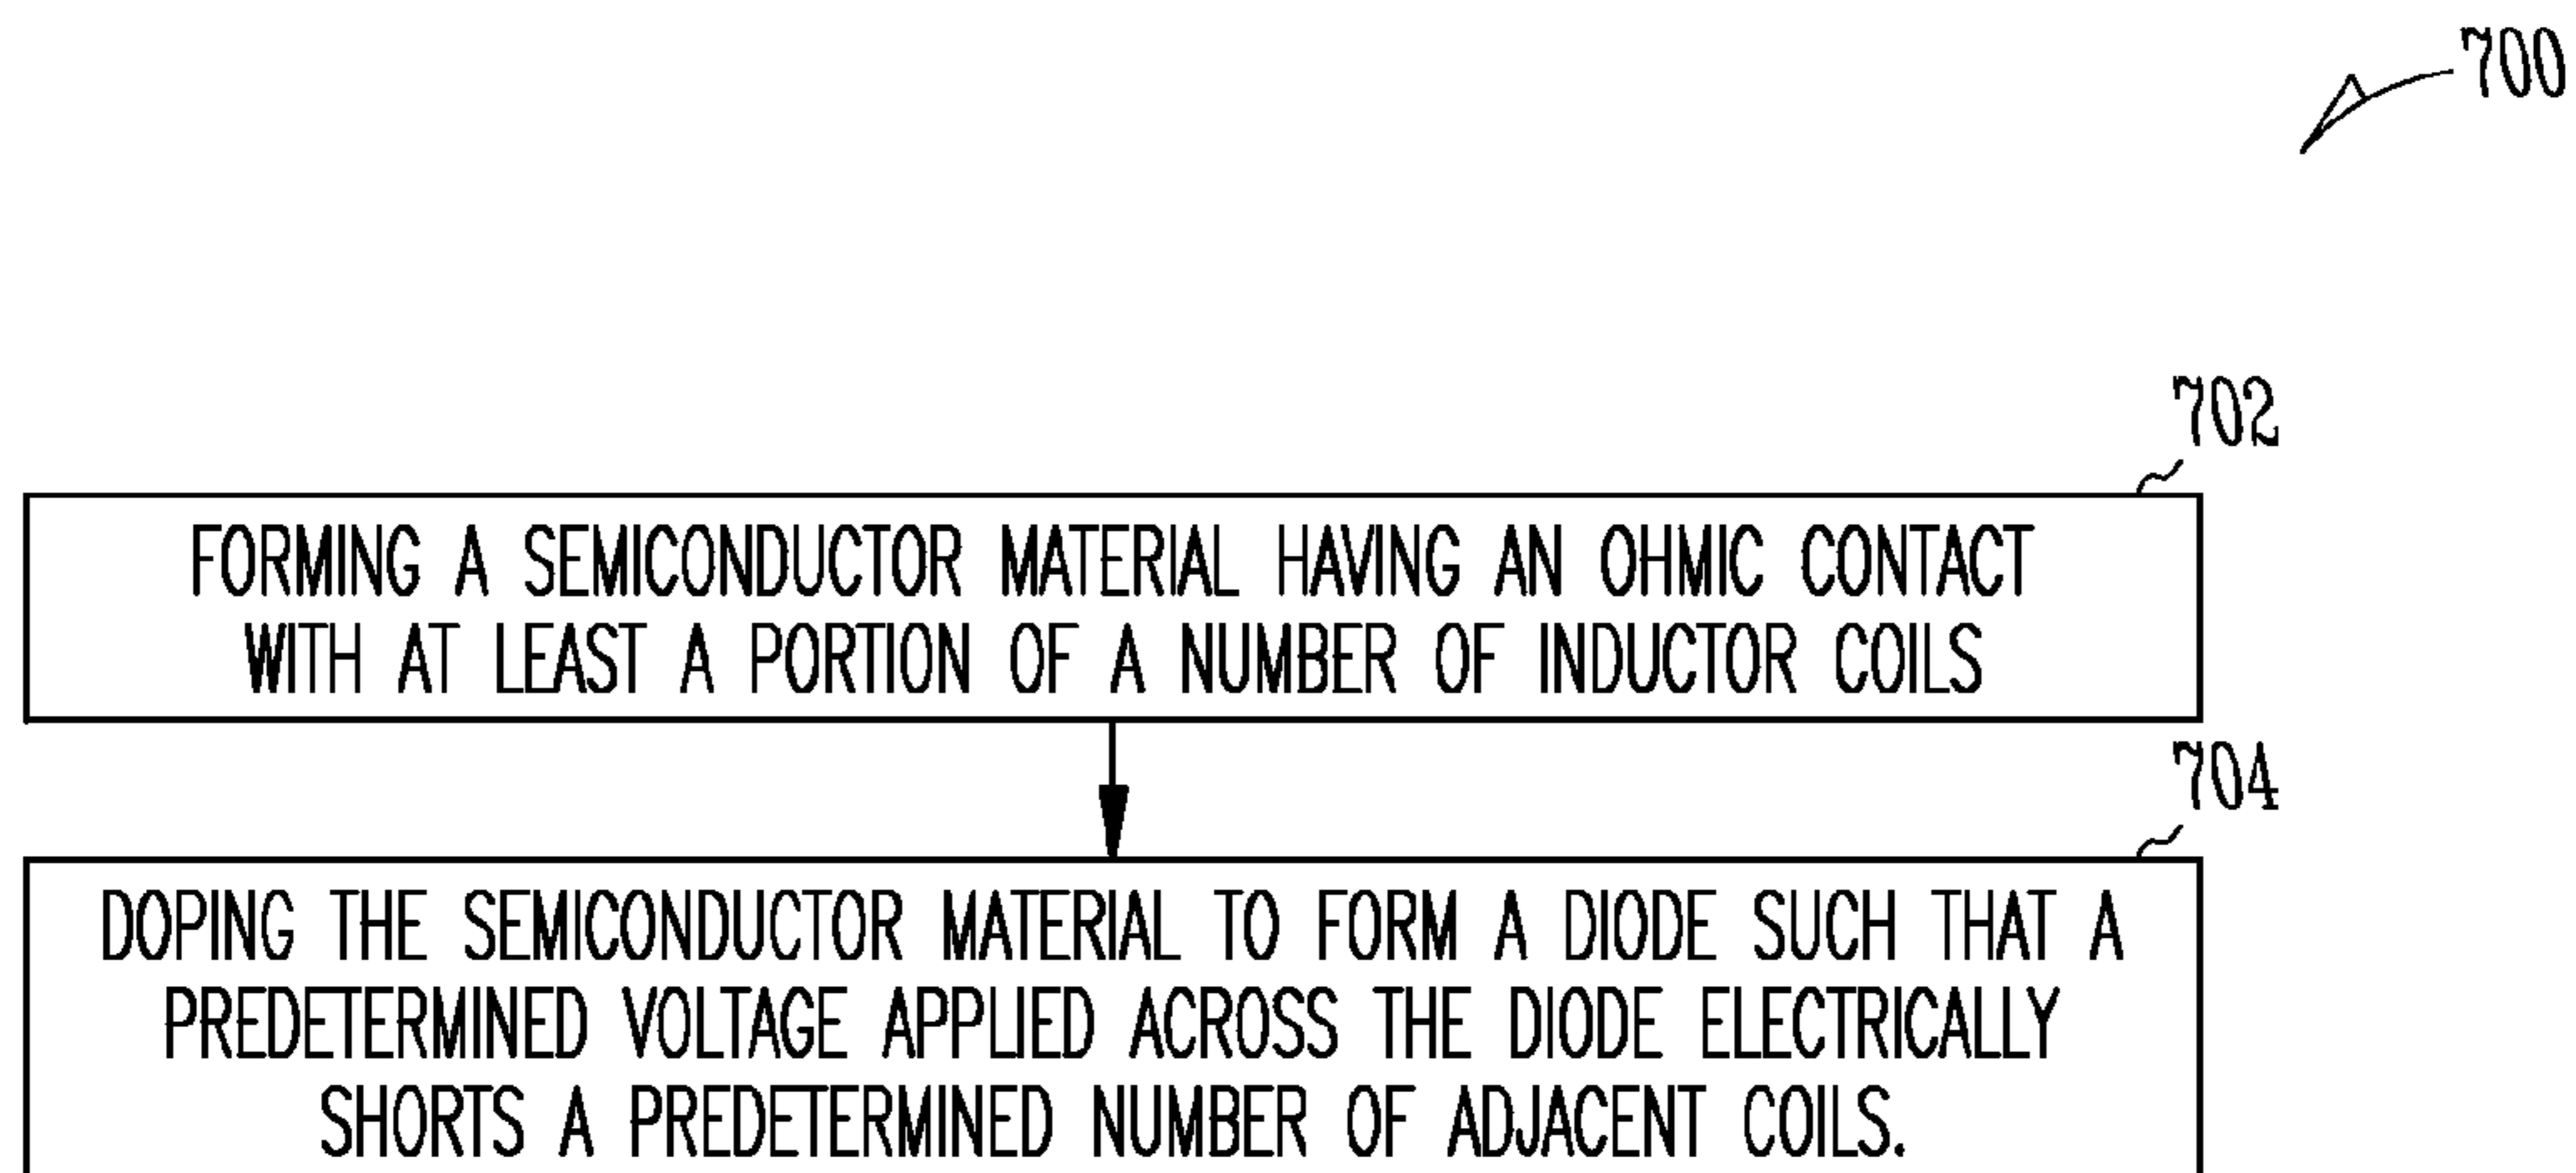 700
702
FORMING A SEMICONDUCTOR MATERIAL HAVING AN OHMIC CONTACT
WITH AT LEAST A PORTION OF A NUMBER OF INDUCTOR COILS
704
DOPING THE SEMICONDUCTOR MATERIAL TO FORM A DIODE SUCH THAT A
PREDETERMINED VOLTAGE APPLIED ACROSS THE DIODE ELECTRICALLY
SHORTS A PREDETERMINED NUMBER OF ADJACENT COILS.